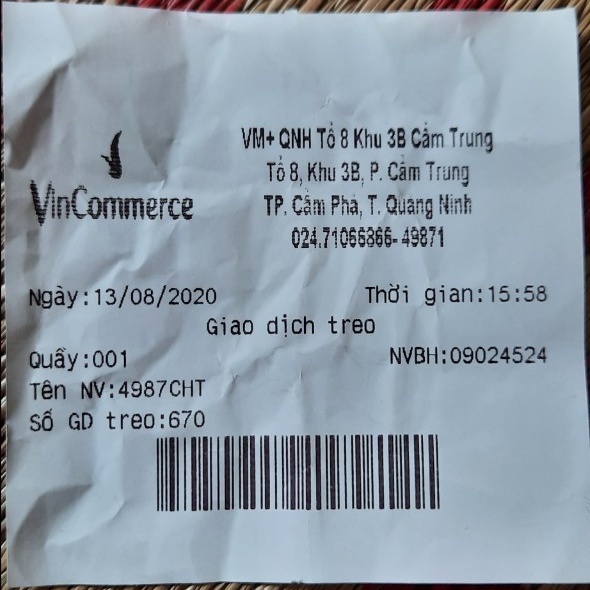 VM+ QNH Tổ 8 Khu 3B Cẩm Trung
Tổ 8, Khu 3B, P. Cẩm Trung
TP. Cẩm Phả, T. Quảng Ninh
024.71066866-49871
VinCommerce
Ngày:13/08/2020 Thời gian:15:58
Giao dịch treo
Quầy:001 NVBH:09024524
Tên NV:4987CHT
Số GD treo:670